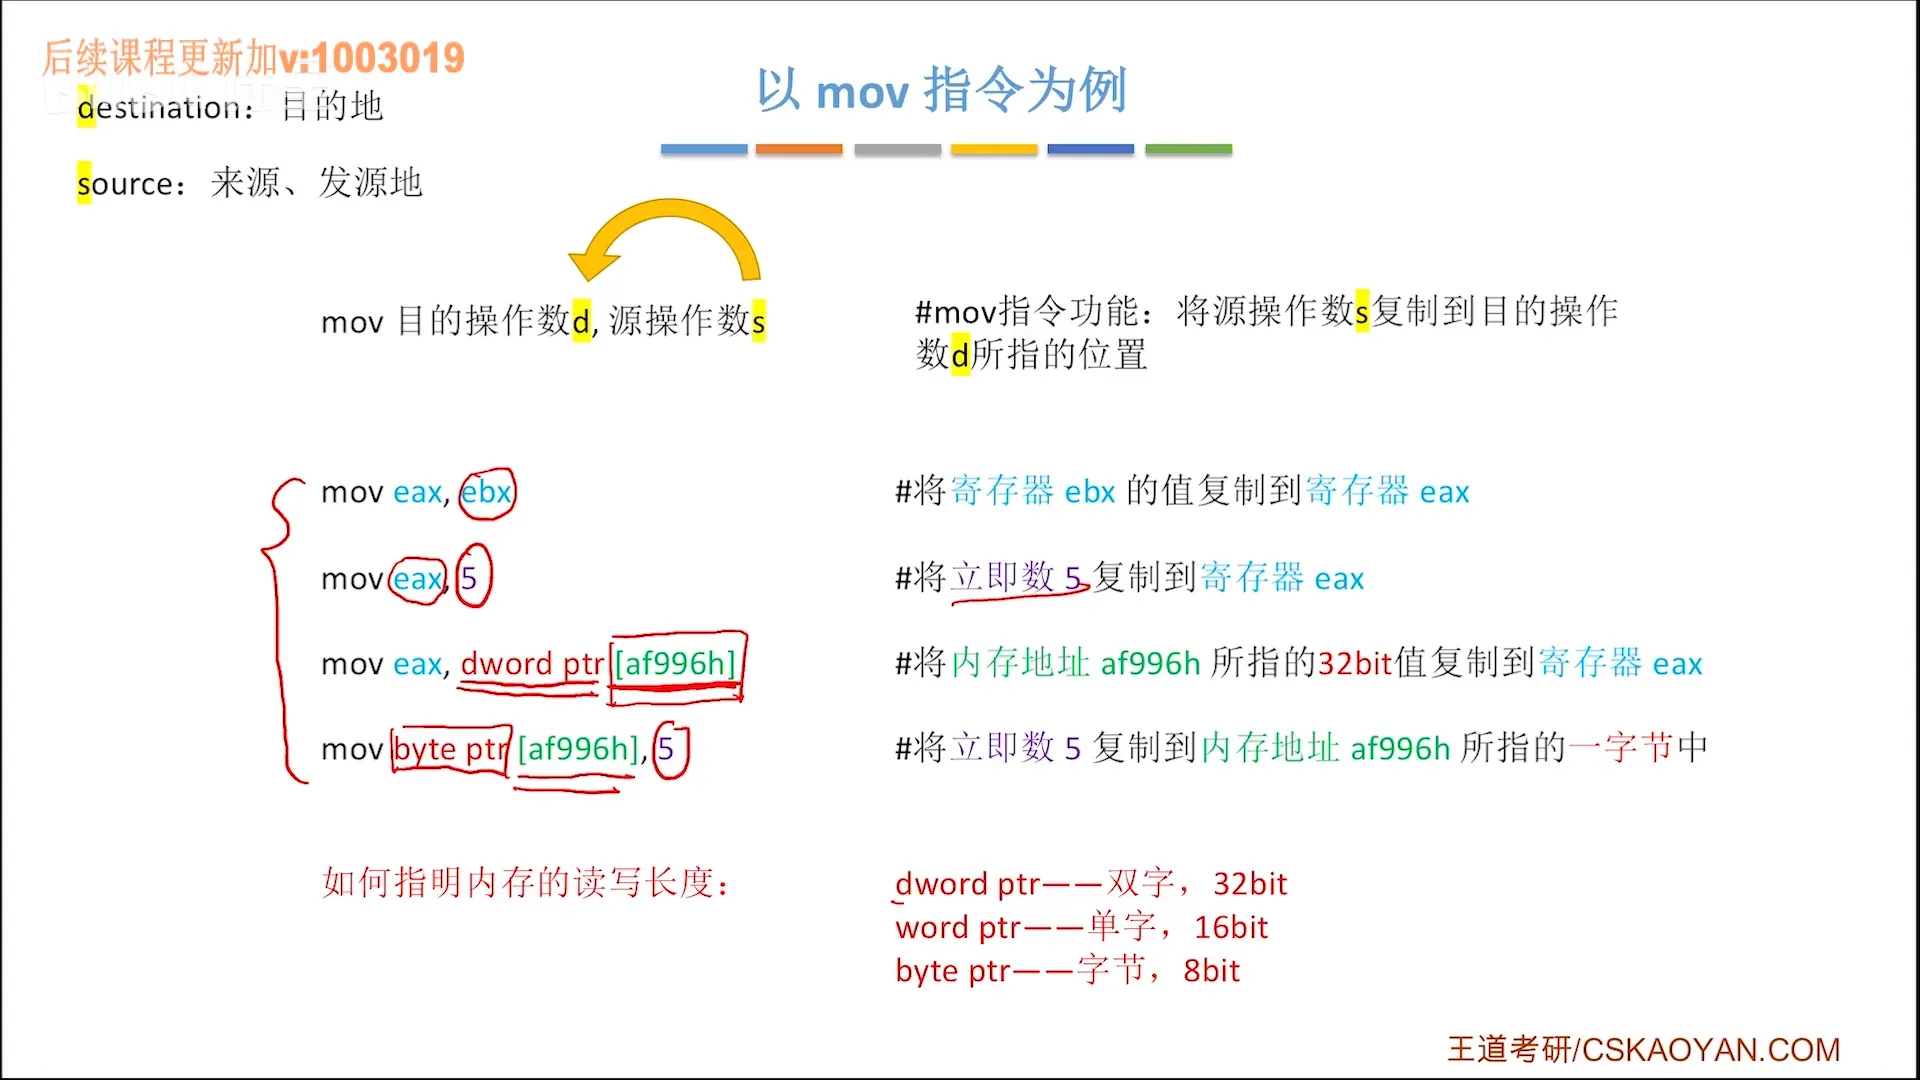 后续课程更新加v:1003019
以 mov 指令为例
destination：目的地
source：来源、发源地
mov 目的操作数d, 源操作数s
#mov指令功能：将源操作数s复制到目的操作
数d所指的位置
mov eax, ebx
#将寄存器 ebx 的值复制到寄存器 eax
mov eax, 5
#将立即数 5 复制到寄存器 eax
mov eax, dword ptr [af996h]
#将内存地址 af996h 所指的32bit值复制到寄存器 eax
mov byte ptr [af996h], 5
#将立即数 5 复制到内存地址 af996h 所指的一字节中
如何指明内存的读写长度：
dword ptr——双字，32bit
word ptr——单字，16bit
byte ptr——字节，8bit
王道考研/CSKAOYAN.COM